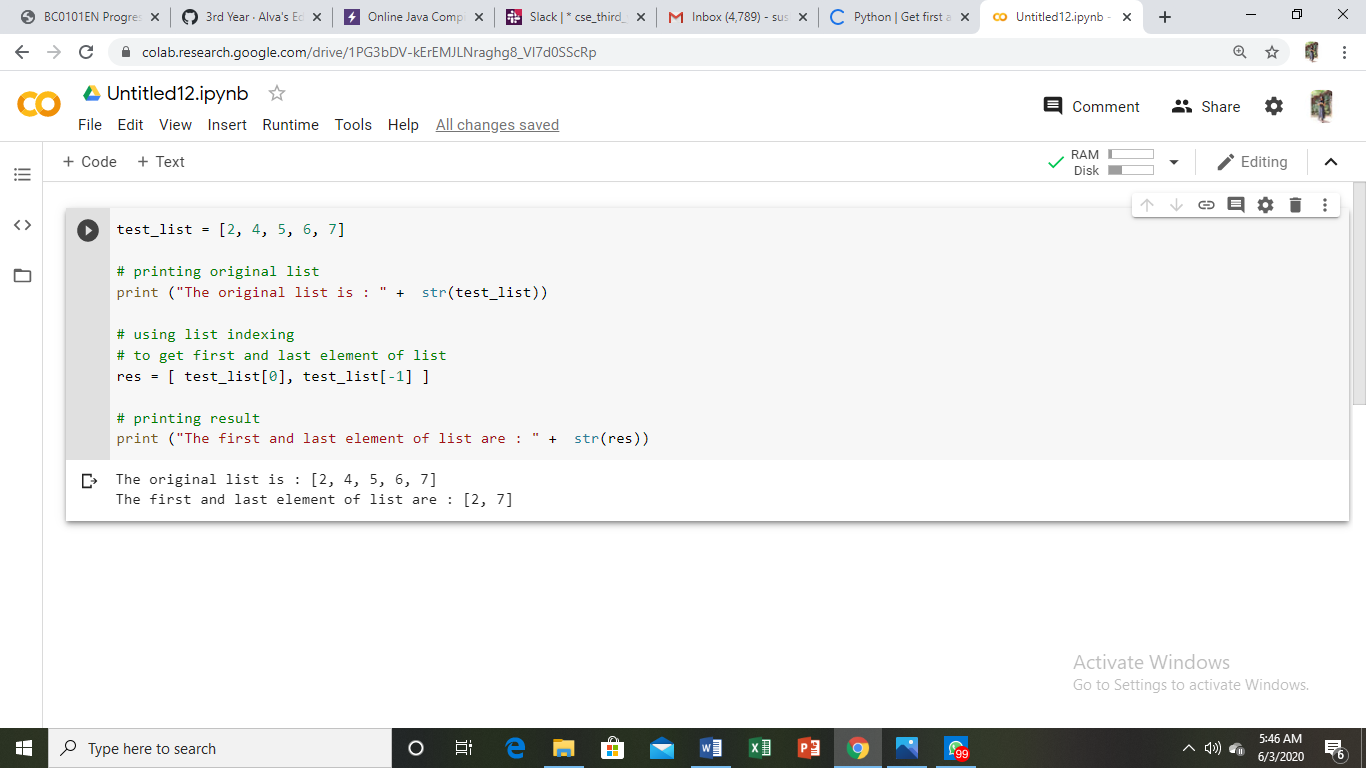 BC0101EN Progres
3rd Year · Alva's Ed
Online Java Comp
Slack | * cse_third_
Inbox (4,789) - sus
Python | Get first a
Untitled12.ipynb -
colab.research.google.com/drive/1PG3bDV-kErEMJLNraghg8_VI7d0SScRp
Untitled12.ipynb
Comment
Share
File Edit View Insert Runtime Tools Help All changes saved
+ Code + Text
RAM
Disk
Editing
test_list = [2, 4, 5, 6, 7]
# printing original list
print ("The original list is : " +  str(test_list))
# using list indexing
# to get first and last element of list
res = [ test_list[0], test_list[-1] ]
# printing result
print ("The first and last element of list are : " +  str(res))
The original list is : [2, 4, 5, 6, 7]
The first and last element of list are : [2, 7]
Activate Windows
Go to Settings to activate Windows.
Type here to search
99
5:46 AM
6/3/2020
6